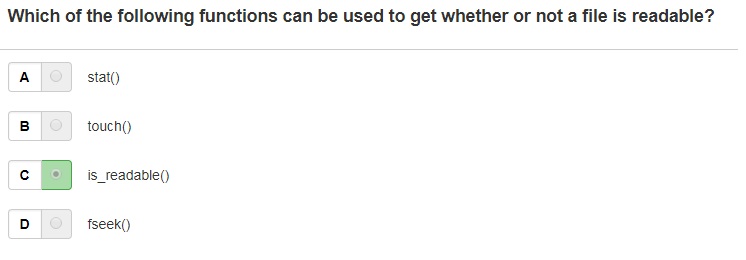 Which of the following functions can be used to get whether or not a file is readable?
A stat()
B touch()
C is_readable()
D fseek()